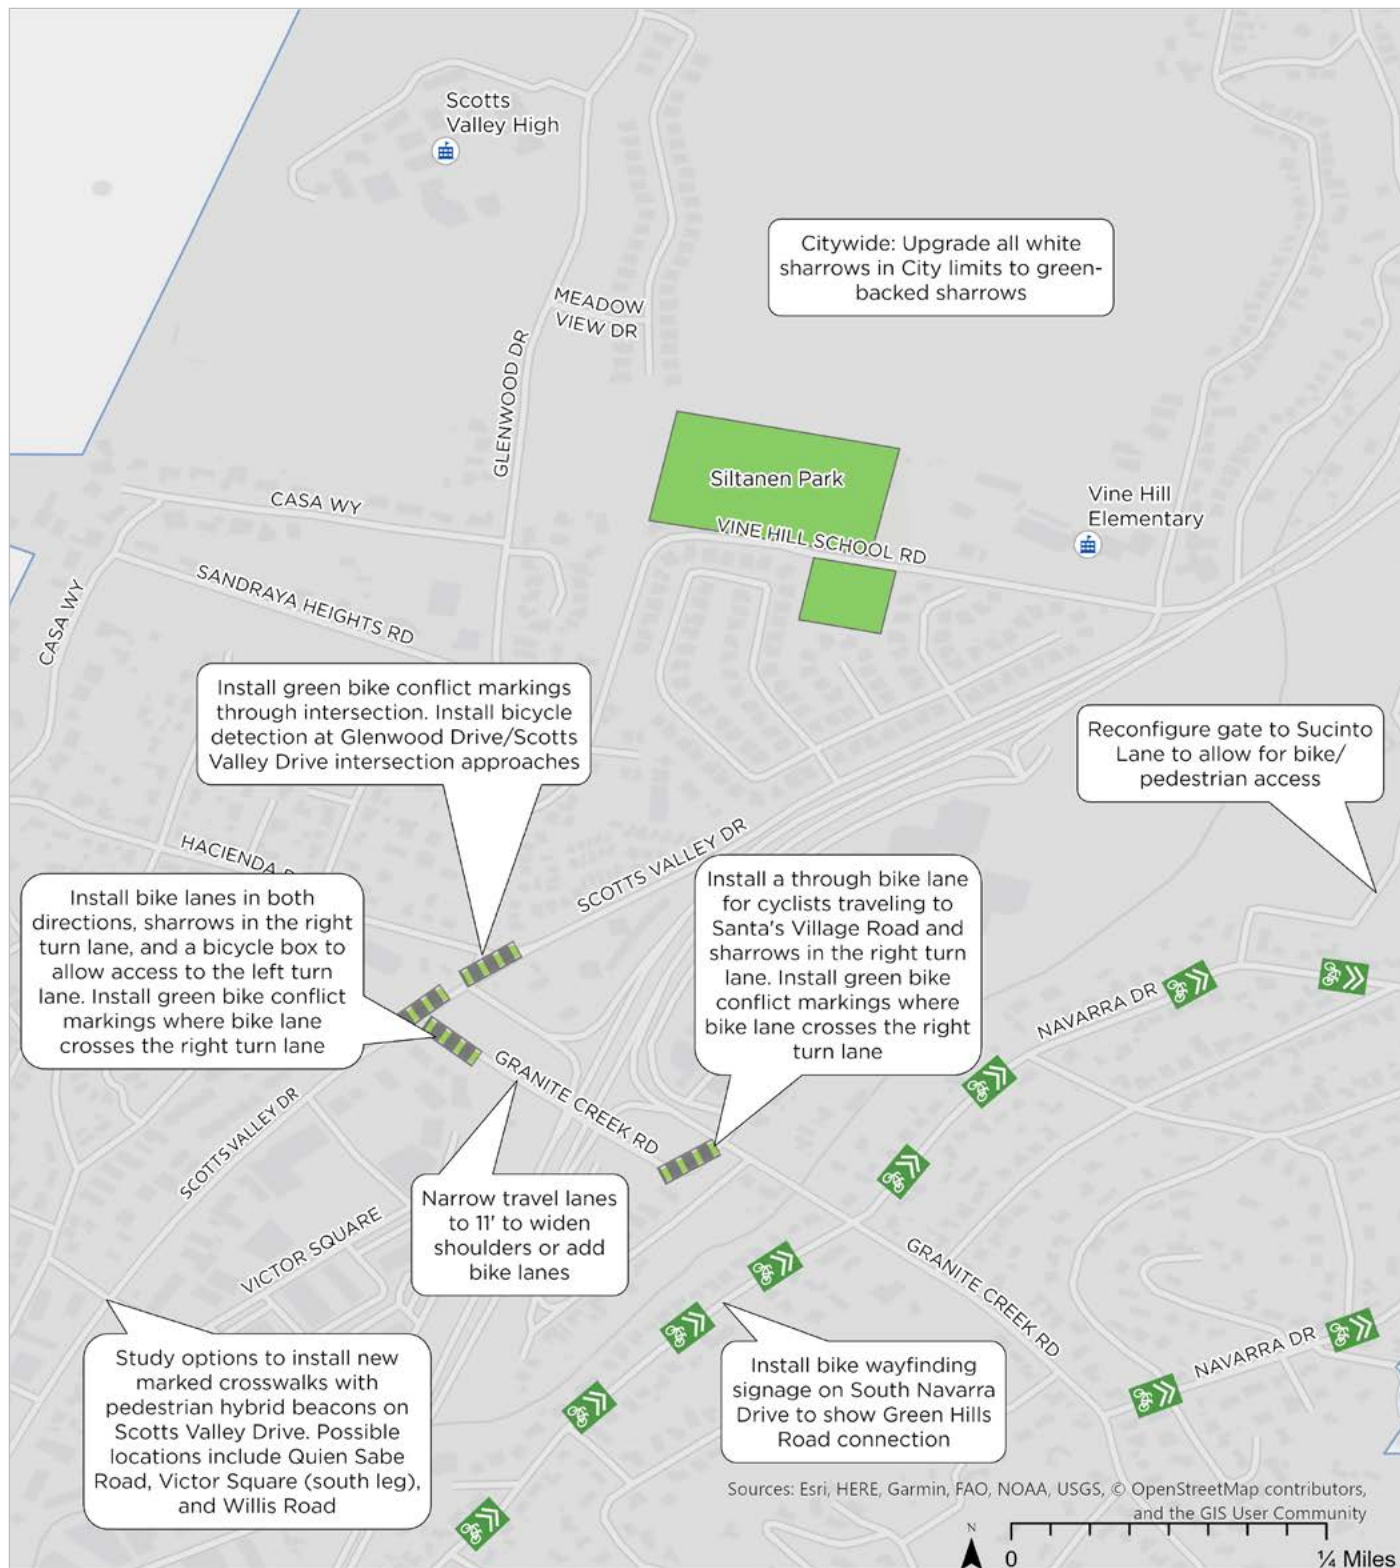 Scotts
Valley High
Citywide: Upgrade all white
sharrows in City limits to green-
backed sharrows
MEADOW
VIEW DR
GLENWOOD DR
Siltanen Park
CASA WY
Vine Hill
Elementary
VINE HILL SCHOOL RD
SANDRAYA HEIGHTS RD
CASA WY
Install green bike conflict markings
through intersection. Install bicycle
detection at Glenwood Drive/Scotts
Valley Drive intersection approaches
Reconfigure gate to Sucinto
Lane to allow for bike/
pedestrian access
HACIENDA
SCOTTS VALLEY DR
Install bike lanes in both
directions, sharrows in the right
turn lane, and a bicycle box to
allow access to the left turn
lane. Install green bike conflict
markings where bike lane
crosses the right turn lane
Install a through bike lane
for cyclists traveling to
Santa's Village Road and
sharrows in the right turn
lane. Install green bike
conflict markings where
bike lane crosses the right
turn lane
NAVARRA DR
GRANITE CREEK RD
SCOTTS VALLEY DR
Narrow travel lanes
to 11' to widen
shoulders or add
bike lanes
VICTOR SQUARE
GRANITE CREEK RD
NAVARRA DR
Study options to install new
marked crosswalks with
pedestrian hybrid beacons on
Scotts Valley Drive. Possible
locations include Quien Sabe
Road, Victor Square (south leg),
and Willis Road
Install bike wayfinding
signage on South Navarra
Drive to show Green Hills
Road connection
Sources: Esri, HERE, Garmin, FAO, NOAA, USGS, © OpenStreetMap contributors,
and the GIS User Community
N
0 ¼ Miles